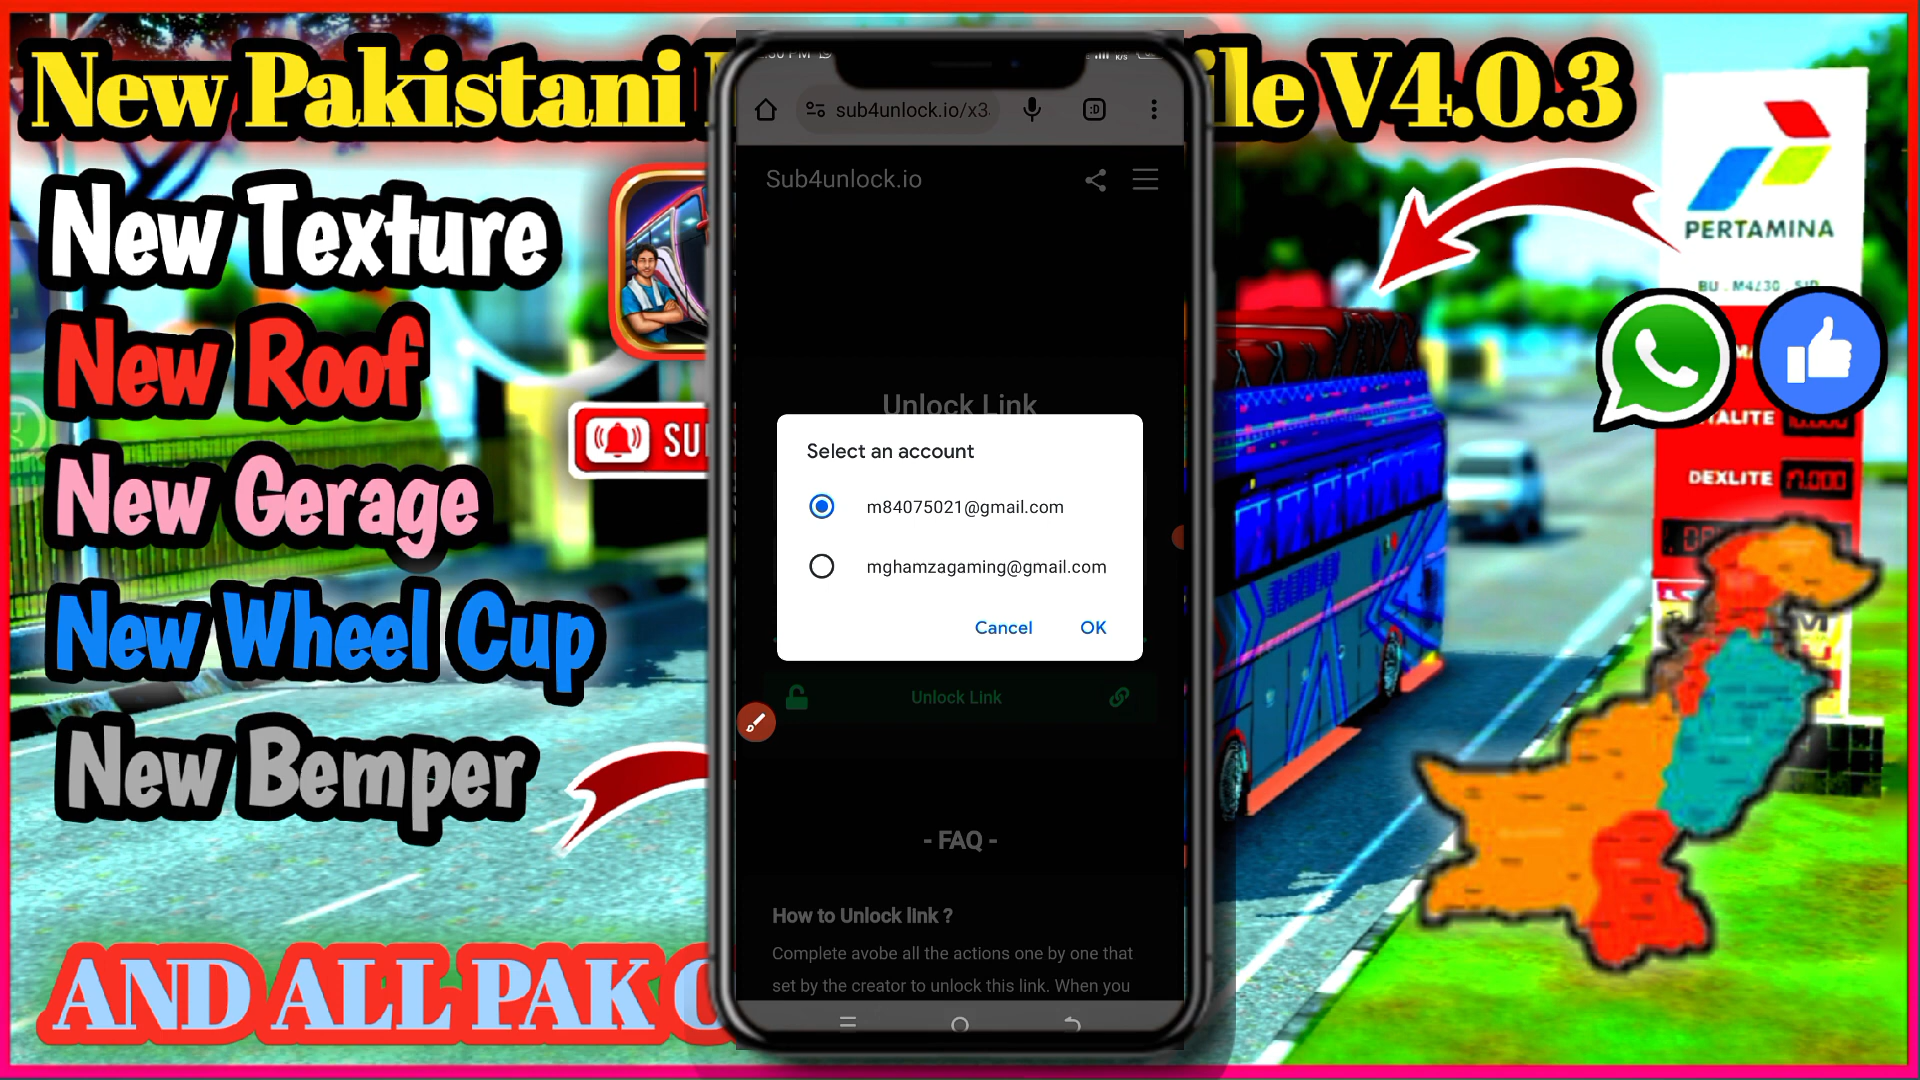 New Pakistani
ile V4.0.3
New Texture
New Roof
New Gerage
New Wheel Cup
New Bemper
AND ALL PAK
SU
sub4unlock.io/x3
:D
Sub4unlock.io
Unlock Link
Select an account
m84075021@gmail.com
mghamzagaming@gmail.com
Cancel
OK
Unlock Link
- FAQ -
How to Unlock link ?
Complete avobe all the actions one by one that
set by the creator to unlock this link. When you
PERTAMINA
DEXLITE